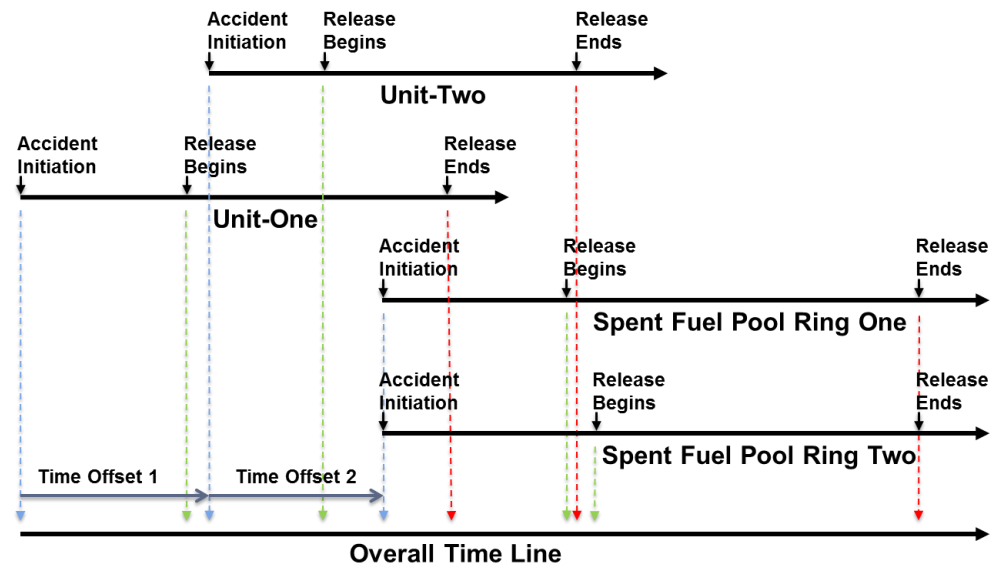 Accident
Initiation
Release
Begins
Release
Ends
Unit-Two
Accident
Initiation
Release
Begins
Release
Ends
Unit-One
Accident
Initiation
Release
Begins
Release
Ends
Spent Fuel Pool Ring One
Accident
Initiation
Release
Begins
Release
Ends
Spent Fuel Pool Ring Two
Time Offset 1
Time Offset 2
Overall Time Line